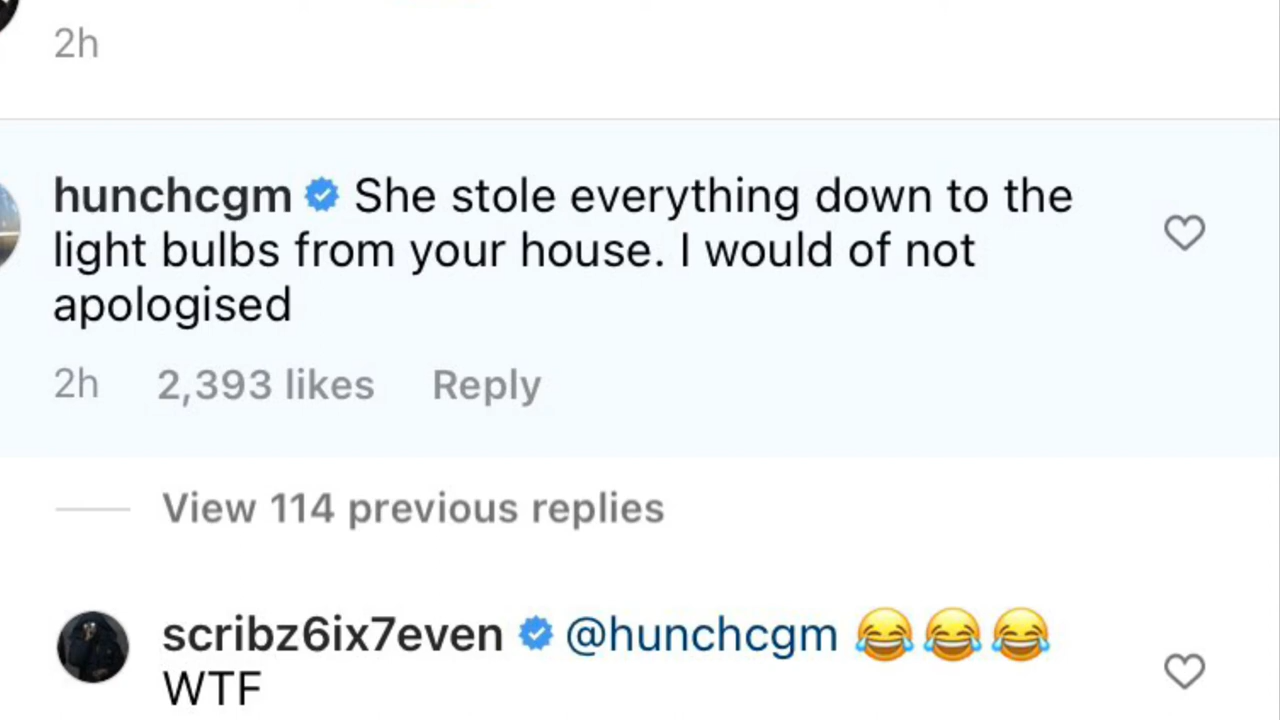 2h
hunchcgm She stole everything down to the
light bulbs from your house. I would of not
apologised
2h 2,393 likes Reply
View 114 previous replies
scribz6ix7even @hunchcgm 😂😂😂
WTF